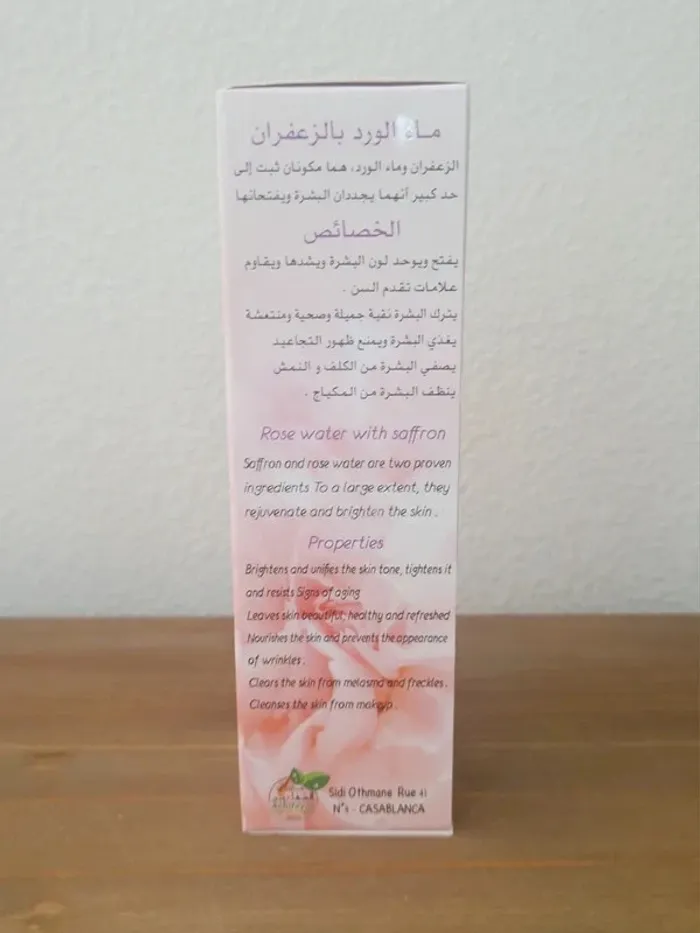 ماء الورد بالزعفران
الزعفران وماء الورد، هما مكونان ثبت إلى
حد كبير أنهما يجددان البشرة ويفتحانها
الخصائص
يفتح ويوحد لون البشرة ويشدها ويقاوم
علامات تقدم السن .
يترك البشرة نقية جميلة وصحية ومنتعشة
يغذي البشرة ويمنع ظهور التجاعيد
يصفي البشرة من الكلف و النمش
ينظف البشرة من المكياج .
Rose water with saffron
Saffron and rose water are two proven
ingredients To a large extent, they
rejuvenate and brighten the skin .
Properties
Brightens and unifies the skin tone, tightens it
and resists Signs of aging
Leaves skin beautiful, healthy and refreshed
Nourishes the skin and prevents the appearance
of wrinkles .
Clears the skin from melasma and freckles .
Cleanses the skin from makeup .
Sidi Othmane Rue 41
N°4 - CASABLANCA